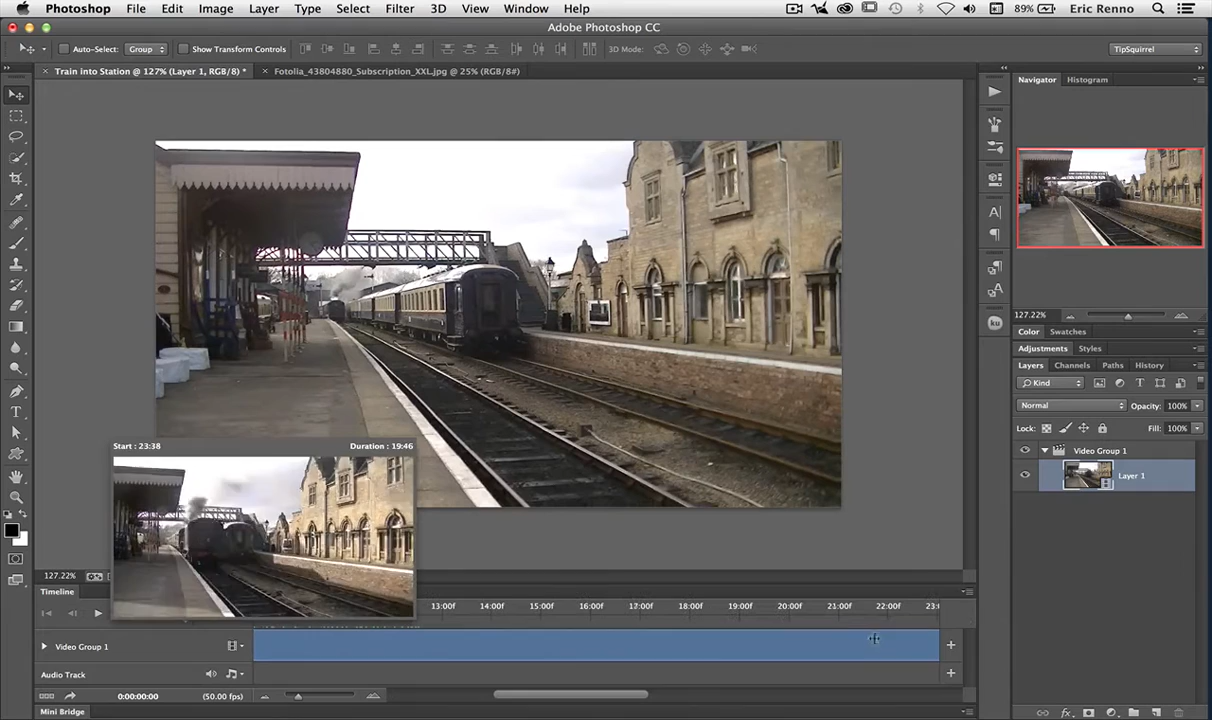 Photoshop File Edit Image Layer Type Select Filter 3D View Window Help 89% Eric Renno
Adobe Photoshop CC
Auto-Select: Group Show Transform Controls 3D Mode: TipSquirrel
Train into Station @ 127% (Layer 1, RGB/8) * Fotolia_43804880_Subscription_XXL.jpg @ 25% (RGB/8#)
Navigator Histogram
127.22%
Color Swatches
Adjustments Styles
Layers Channels Paths History
Kind
Normal Opacity: 100%
Lock: Fill: 100%
Video Group 1
Layer 1
Start : 23:38 Duration : 19:46
127.22%
Timeline
13:00f 14:00f 15:00f 16:00f 17:00f 18:00f 19:00f 20:00f 21:00f 22:00f 23:
Video Group 1
Audio Track
0:00:00:00 (50.00 fps)
Mini Bridge